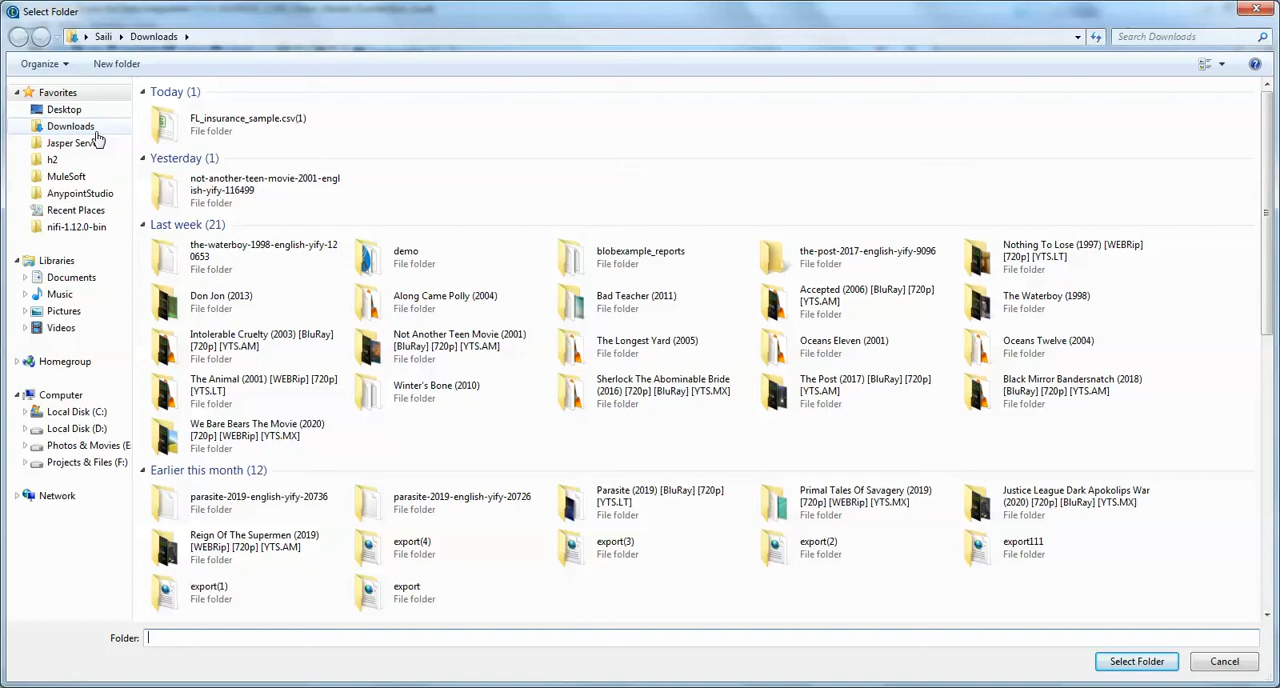 Select Folder
Saili Downloads
Search Downloads
Organize New folder
Favorites
Desktop
Downloads
Jasper Serv
h2
MuleSoft
AnypointStudio
Recent Places
nifi-1.12.0-bin
Libraries
Documents
Music
Pictures
Videos
Homegroup
Computer
Local Disk (C:)
Local Disk (D:)
Photos & Movies (E
Projects & Files (F:)
Network
Today (1)
FL_insurance_sample.csv(1)
File folder
Yesterday (1)
not-another-teen-movie-2001-engl
ish-yify-116499
File folder
Last week (21)
the-waterboy-1998-english-yify-12
0653
File folder
demo
File folder
blobexample_reports
File folder
the-post-2017-english-yify-9096
File folder
Nothing To Lose (1997) [WEBRip]
[720p] [YTS.LT]
File folder
Don Jon (2013)
File folder
Along Came Polly (2004)
File folder
Bad Teacher (2011)
File folder
Accepted (2006) [BluRay] [720p]
[YTS.AM]
File folder
The Waterboy (1998)
File folder
Intolerable Cruelty (2003) [BluRay]
[720p] [YTS.AM]
File folder
Not Another Teen Movie (2001)
[BluRay] [720p] [YTS.AM]
File folder
The Longest Yard (2005)
File folder
Oceans Eleven (2001)
File folder
Oceans Twelve (2004)
File folder
The Animal (2001) [WEBRip] [720p]
[YTS.LT]
File folder
Winter's Bone (2010)
File folder
Sherlock The Abominable Bride
(2016) [720p] [BluRay] [YTS.MX]
File folder
The Post (2017) [BluRay] [720p]
[YTS.AM]
File folder
Black Mirror Bandersnatch (2018)
[720p] [BluRay] [YTS.AM]
File folder
We Bare Bears The Movie (2020)
[720p] [WEBRip] [YTS.MX]
File folder
Earlier this month (12)
parasite-2019-english-yify-20736
File folder
parasite-2019-english-yify-20726
File folder
Parasite (2019) [BluRay] [720p]
[YTS.LT]
File folder
Primal Tales Of Savagery (2019)
[720p] [WEBRip] [YTS.MX]
File folder
Justice League Dark Apokolips War
(2020) [720p] [BluRay] [YTS.MX]
File folder
Reign Of The Supermen (2019)
[WEBRip] [720p] [YTS.AM]
File folder
export(4)
File folder
export(3)
File folder
export(2)
File folder
export111
File folder
export(1)
File folder
export
File folder
Folder:
Select Folder Cancel